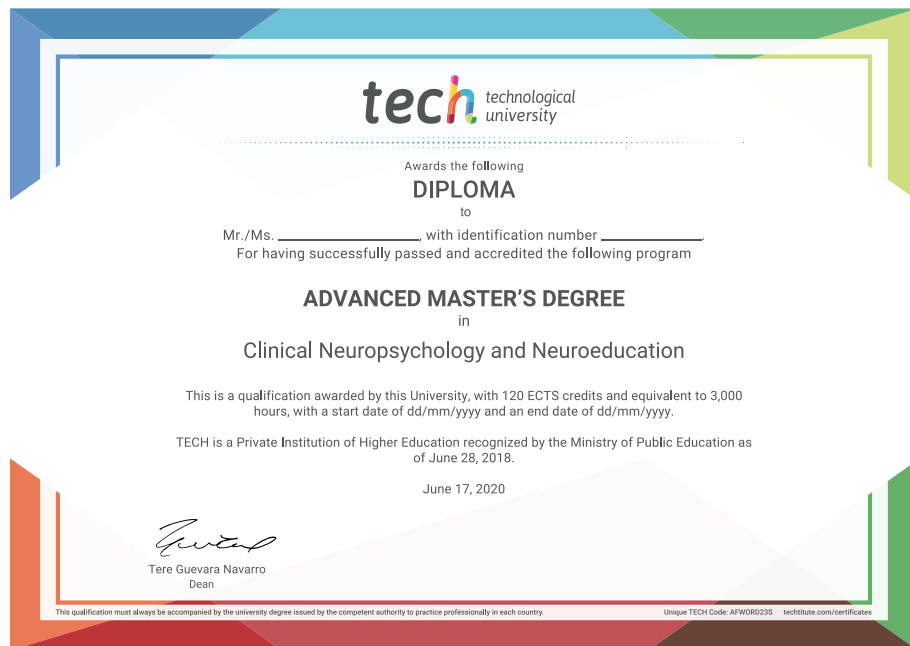 tech technological
university
Awards the following
DIPLOMA
to
Mr./Ms. ____________________, with identification number ______________.
For having successfully passed and accredited the following program
ADVANCED MASTER'S DEGREE
in
Clinical Neuropsychology and Neuroeducation
This is a qualification awarded by this University, with 120 ECTS credits and equivalent to 3,000
hours, with a start date of dd/mm/yyyy and an end date of dd/mm/yyyy.
TECH is a Private Institution of Higher Education recognized by the Ministry of Public Education as
of June 28, 2018.
June 17, 2020
Tere Guevara Navarro
Dean
This qualification must always be accompanied by the university degree issued by the competent authority to practice professionally in each country.
Unique TECH Code: AFWORD23S techtitute.com/certificates